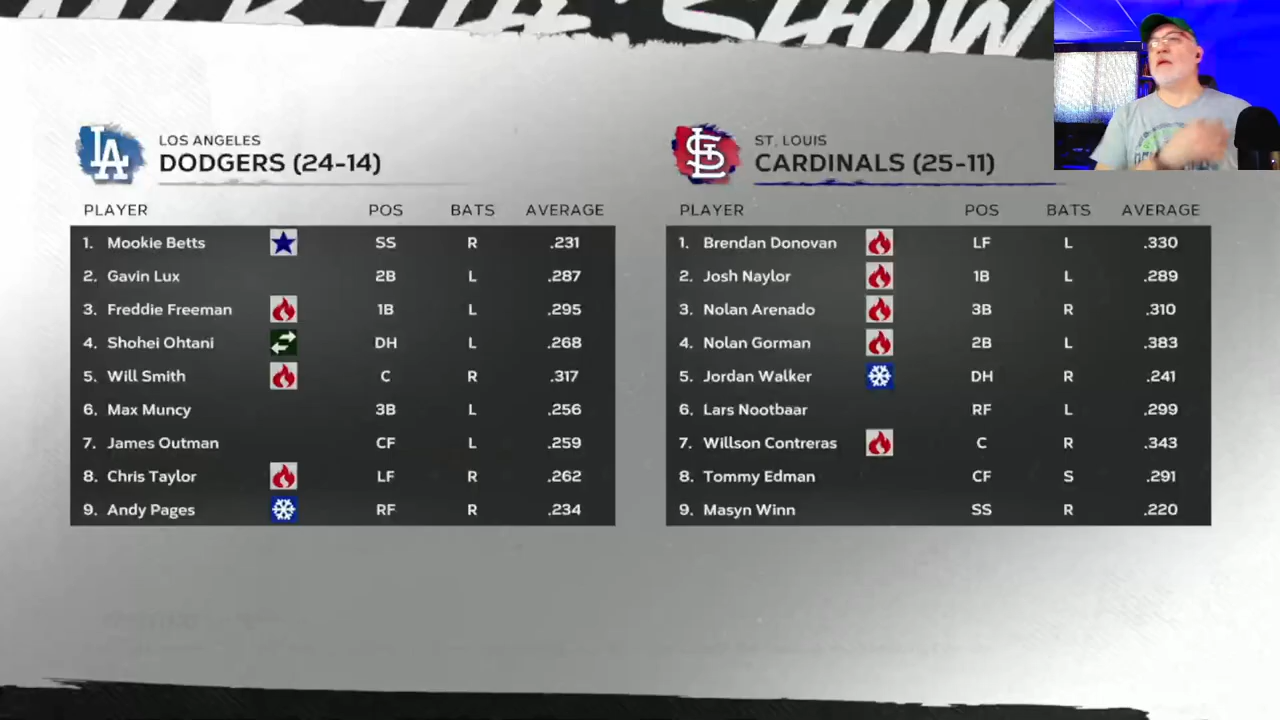 MLB THE SHOW
LOS ANGELES
DODGERS (24-14)
PLAYER POS BATS AVERAGE
1. Mookie Betts SS R .231
2. Gavin Lux 2B L .287
3. Freddie Freeman 1B L .295
4. Shohei Ohtani DH L .268
5. Will Smith C R .317
6. Max Muncy 3B L .256
7. James Outman CF L .259
8. Chris Taylor LF R .262
9. Andy Pages RF R .234
ST. LOUIS
CARDINALS (25-11)
PLAYER POS BATS AVERAGE
1. Brendan Donovan LF L .330
2. Josh Naylor 1B L .289
3. Nolan Arenado 3B R .310
4. Nolan Gorman 2B L .383
5. Jordan Walker DH R .241
6. Lars Nootbaar RF L .299
7. Willson Contreras C R .343
8. Tommy Edman CF S .291
9. Masyn Winn SS R .220